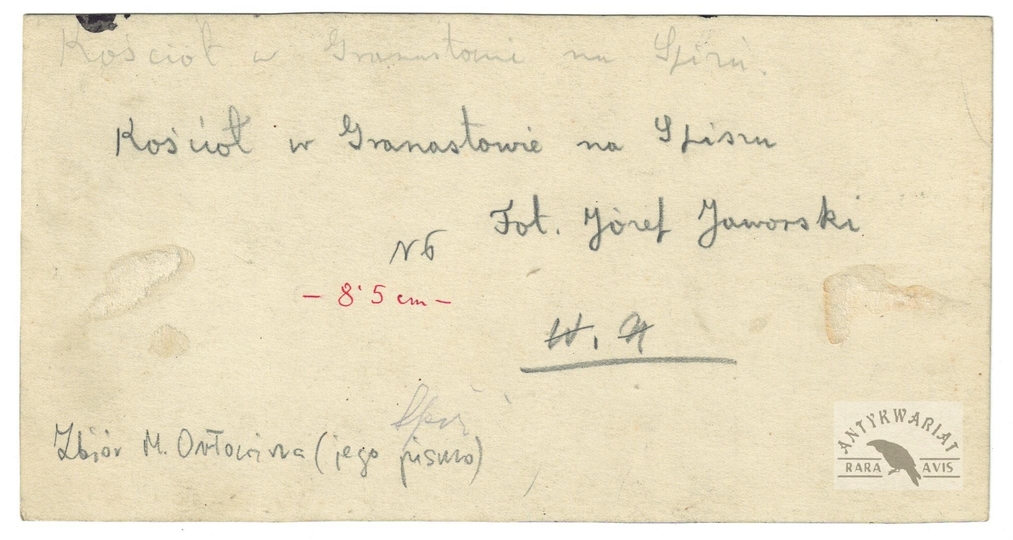 Kościół w Granastowie na Spiszu.
Kościół w Granastowie na Spiszu
Fot. Józef Jaworski
N 6
- 8'5 cm -
Zbiór M. Orłowicza (jego pismo)
ANTYKWARIAT
RARA AVIS